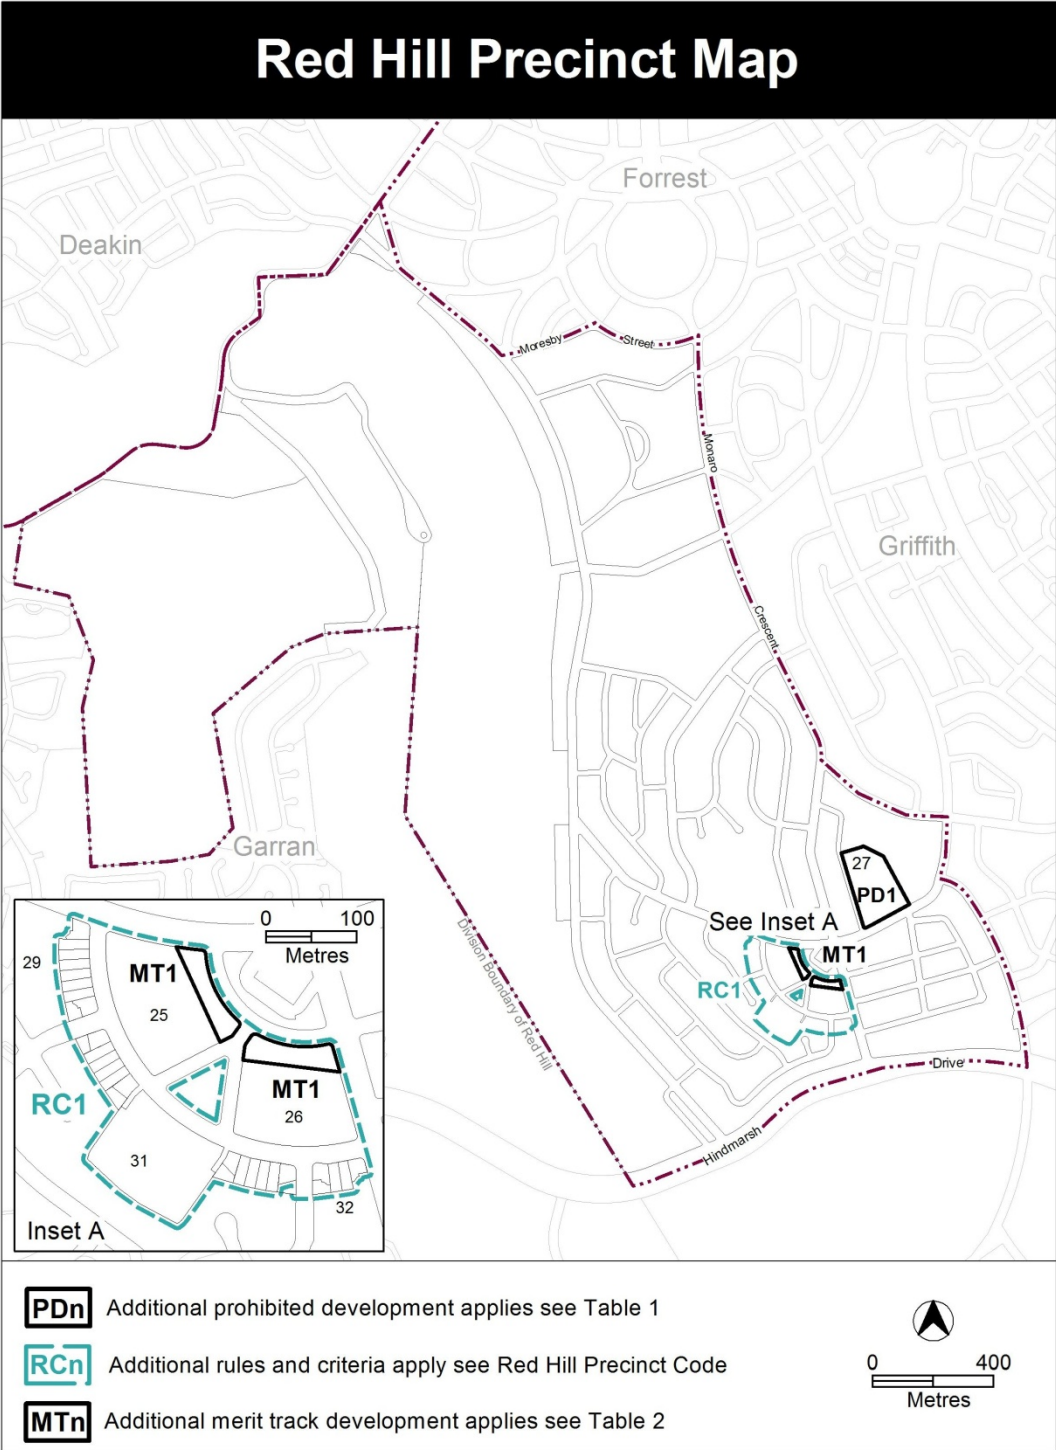 Red Hill Precinct Map
Forrest
Deakin
Moresby
Street
Monaro
Griffith
Crescent
Garran
27
PD1
See Inset A
MT1
RC1
Division Boundary of Red Hill
Drive
Hindmarsh
0 100
Metres
29
MT1
25
RC1
MT1
26
31
32
Inset A
PDn Additional prohibited development applies see Table 1
RCn Additional rules and criteria apply see Red Hill Precinct Code
MTn Additional merit track development applies see Table 2
0 400
Metres